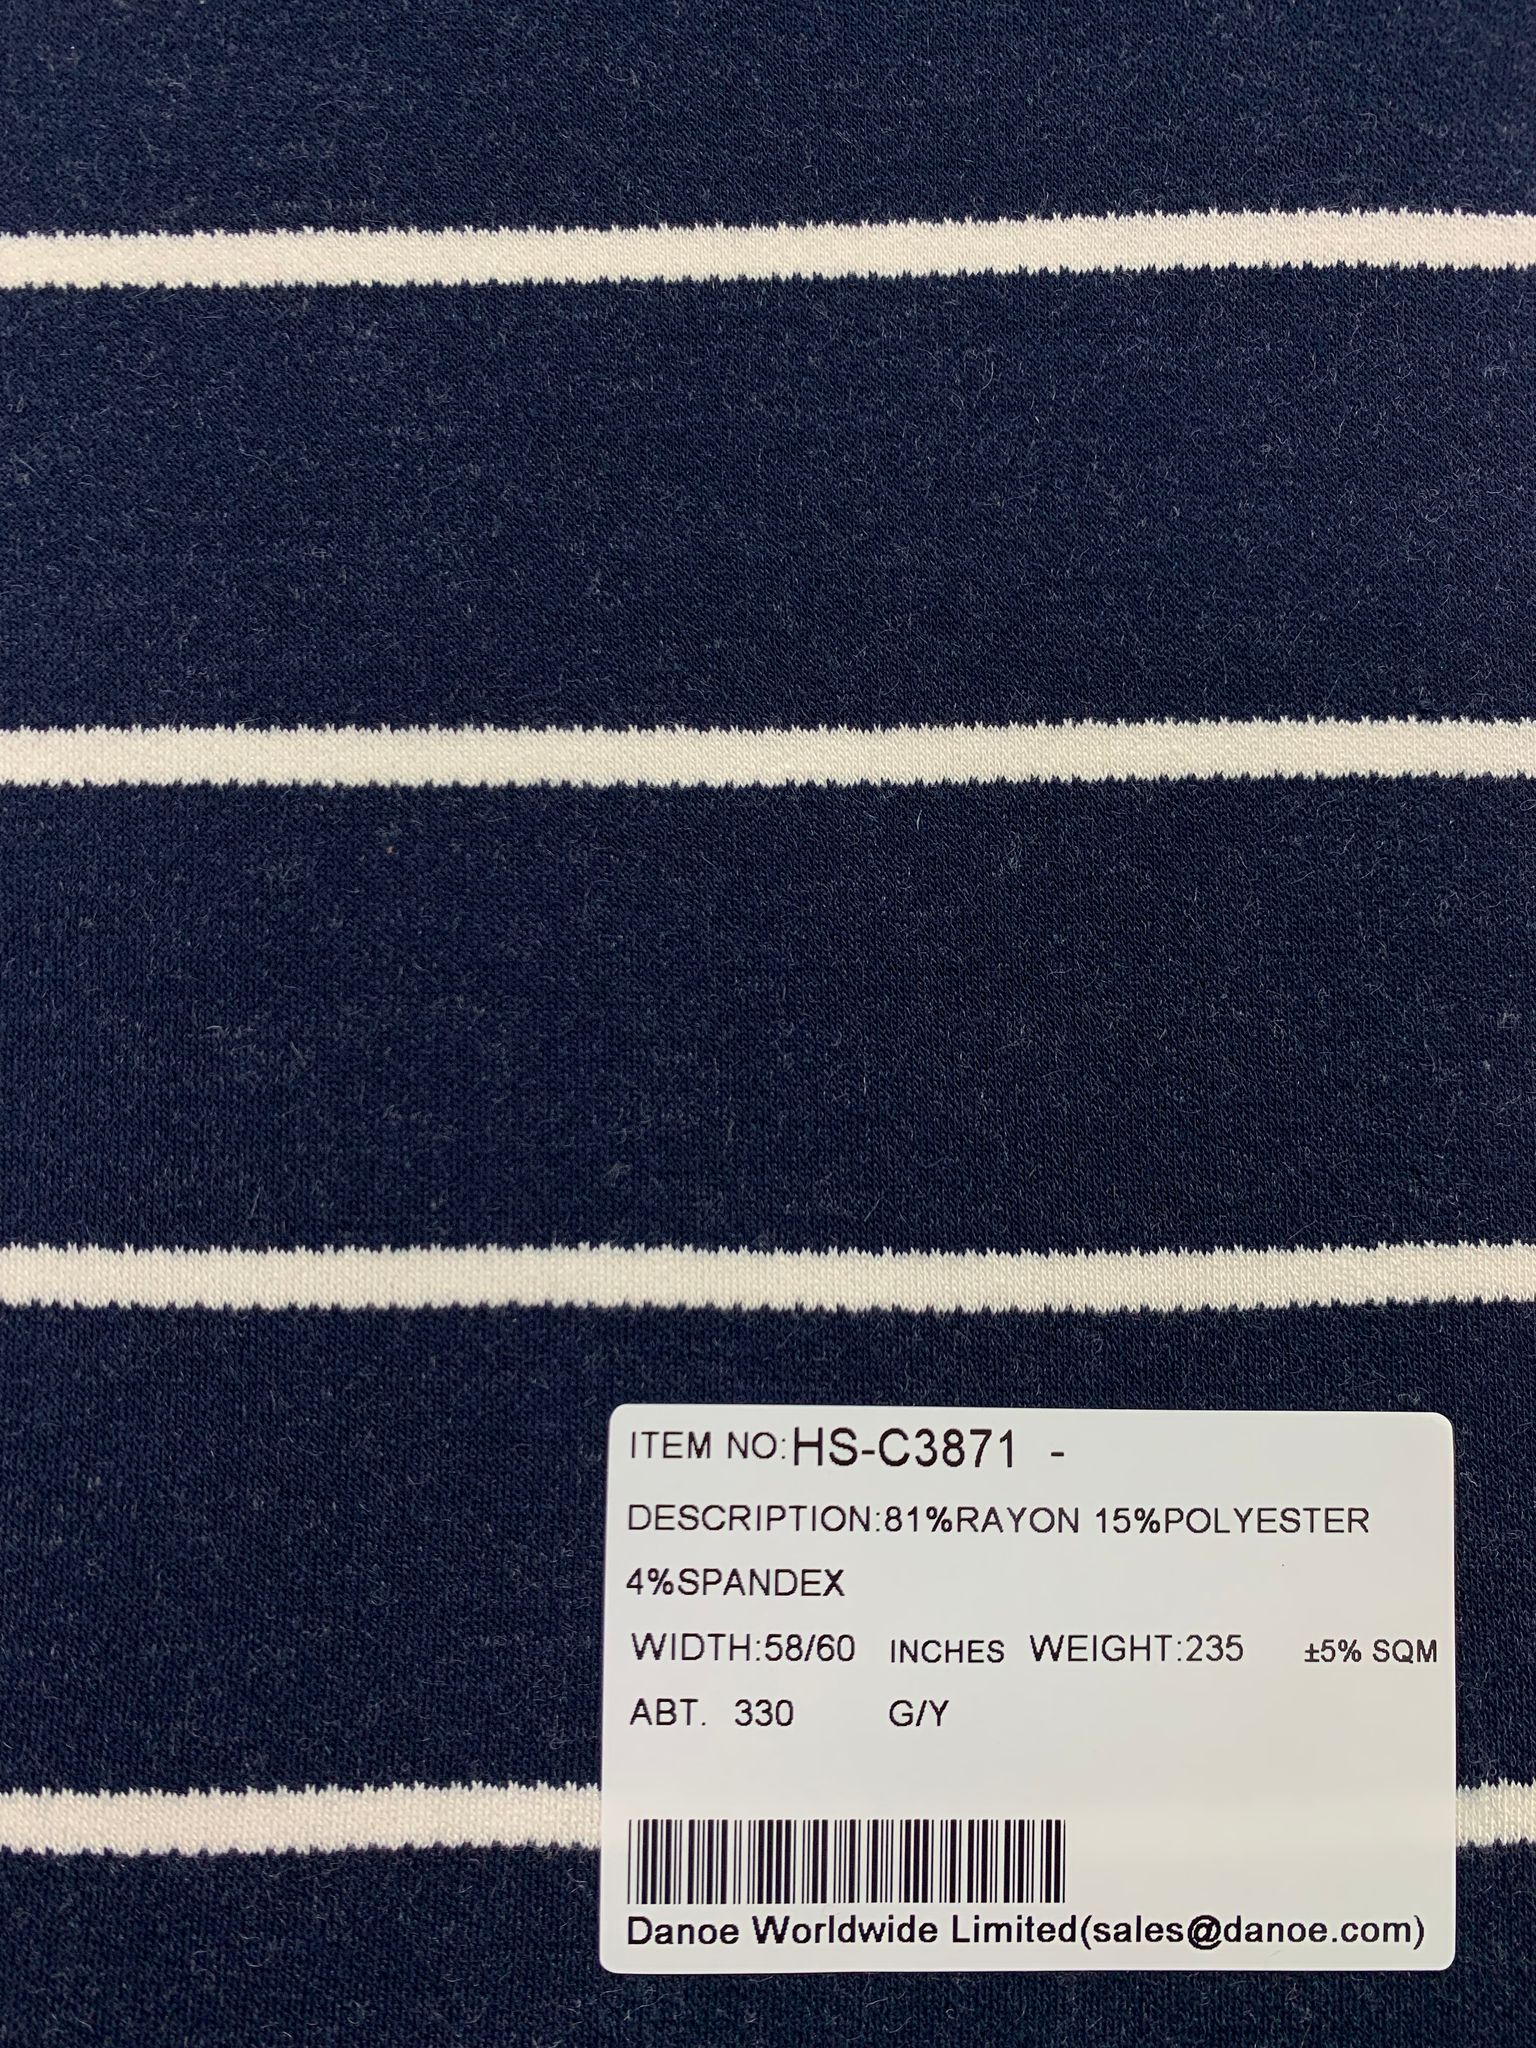 ITEM NO:HS-C3871 -
DESCRIPTION:81%RAYON 15%POLYESTER
4%SPANDEX
WIDTH:58/60 INCHES WEIGHT:235 ±5% SQM
ABT. 330 G/Y
Danoe Worldwide Limited(sales@danoe.com)